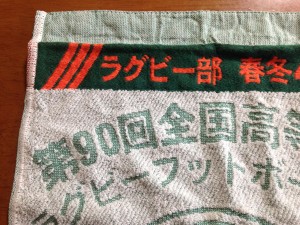 ラグビー部 春冬
第90回全国高等
ラグビーフットボー